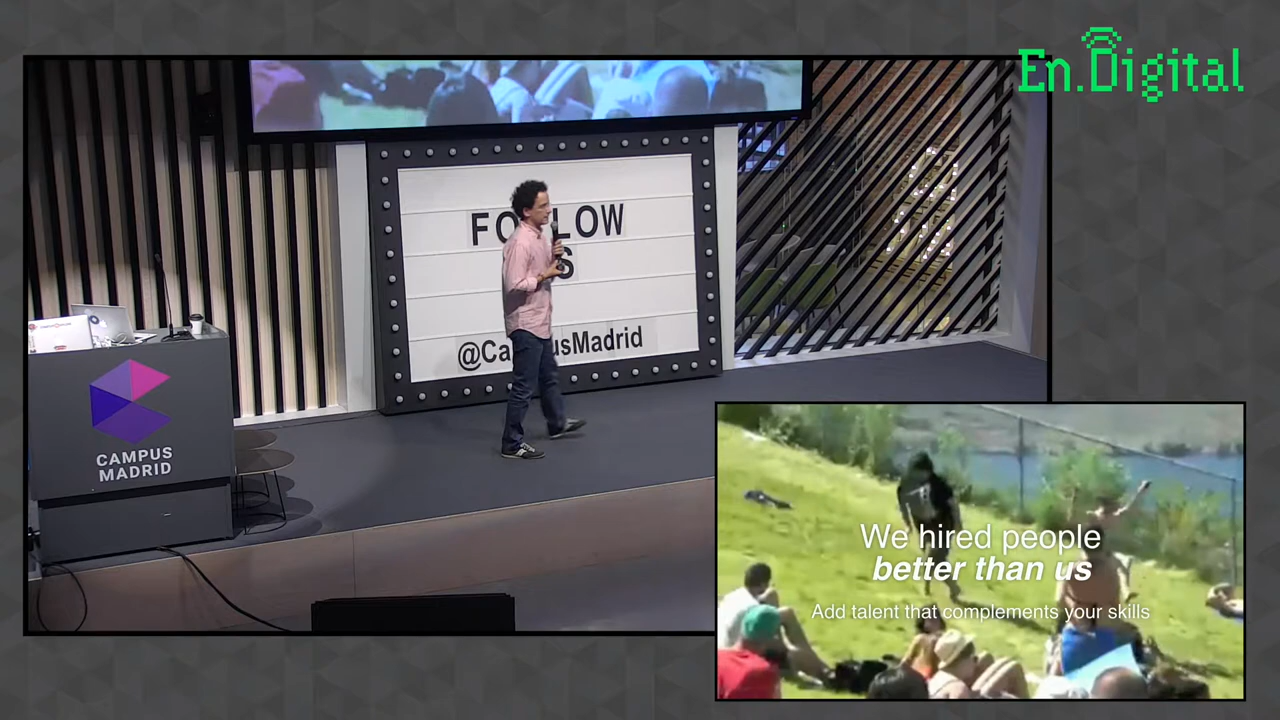 En.Digital
FO LOW
S
@Ca usMadrid
CAMPUS
MADRID
We hired people
better than us
Add talent that complements your skills